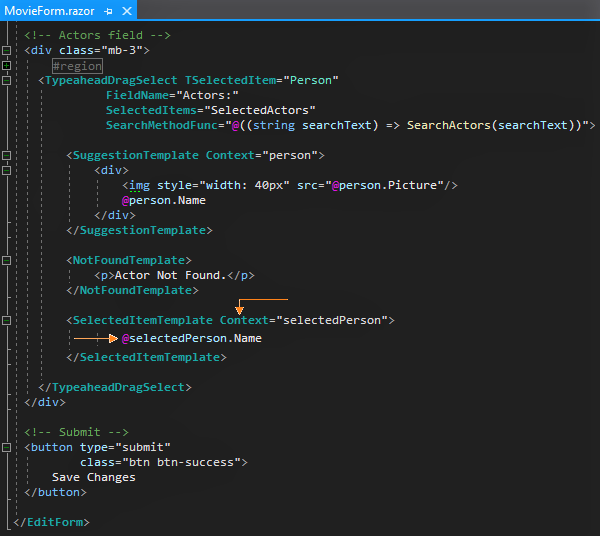 MovieForm.razor
<!-- Actors field -->
<div class="mb-3">
#region
<TypeaheadDragSelect TSelectedItem="Person"
FieldName="Actors:"
SelectedItems="SelectedActors"
SearchMethodFunc="@((string searchText) => SearchActors(searchText))">
<SuggestionTemplate Context="person">
<div>
<img style="width: 40px" src="@person.Picture"/>
@person.Name
</div>
</SuggestionTemplate>
<NotFoundTemplate>
<p>Actor Not Found.</p>
</NotFoundTemplate>
<SelectedItemTemplate Context="selectedPerson">
@selectedPerson.Name
</SelectedItemTemplate>
</TypeaheadDragSelect>
</div>
<!-- Submit -->
<button type="submit"
class="btn btn-success">
Save Changes
</button>
</EditForm>